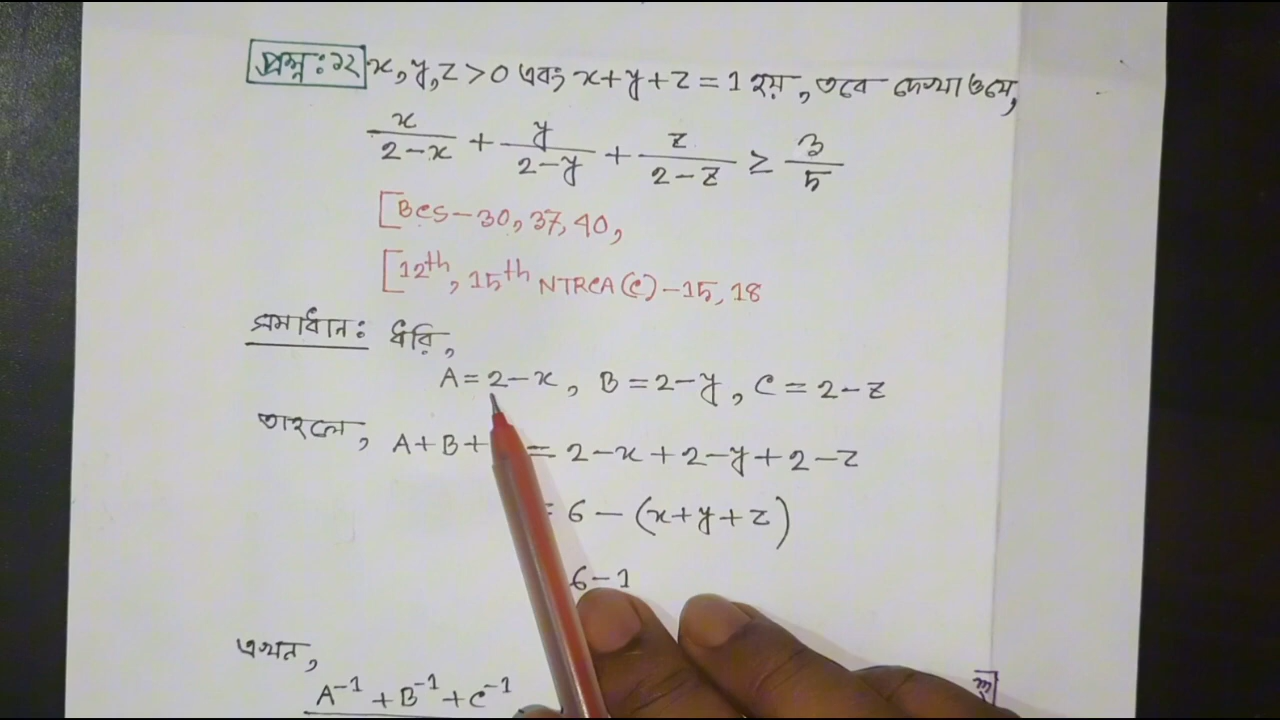 প্রশ্ন:১২ x,y,z>0 এবং x+y+z=1 হয়, তবে দেখাও যে,
x/(2-x) + y/(2-y) + z/(2-z) ≥ 3/5
[BCS-30, 37, 40,
[12th, 15th NTRCA(C)-15, 18
সমাধান: ধরি,
A=2-x, B=2-y, C=2-z
তাহলে, A+B+ = 2-x+2-y+2-z
= 6-(x+y+z)
6-1
এখন,
A⁻¹+B⁻¹+C⁻¹